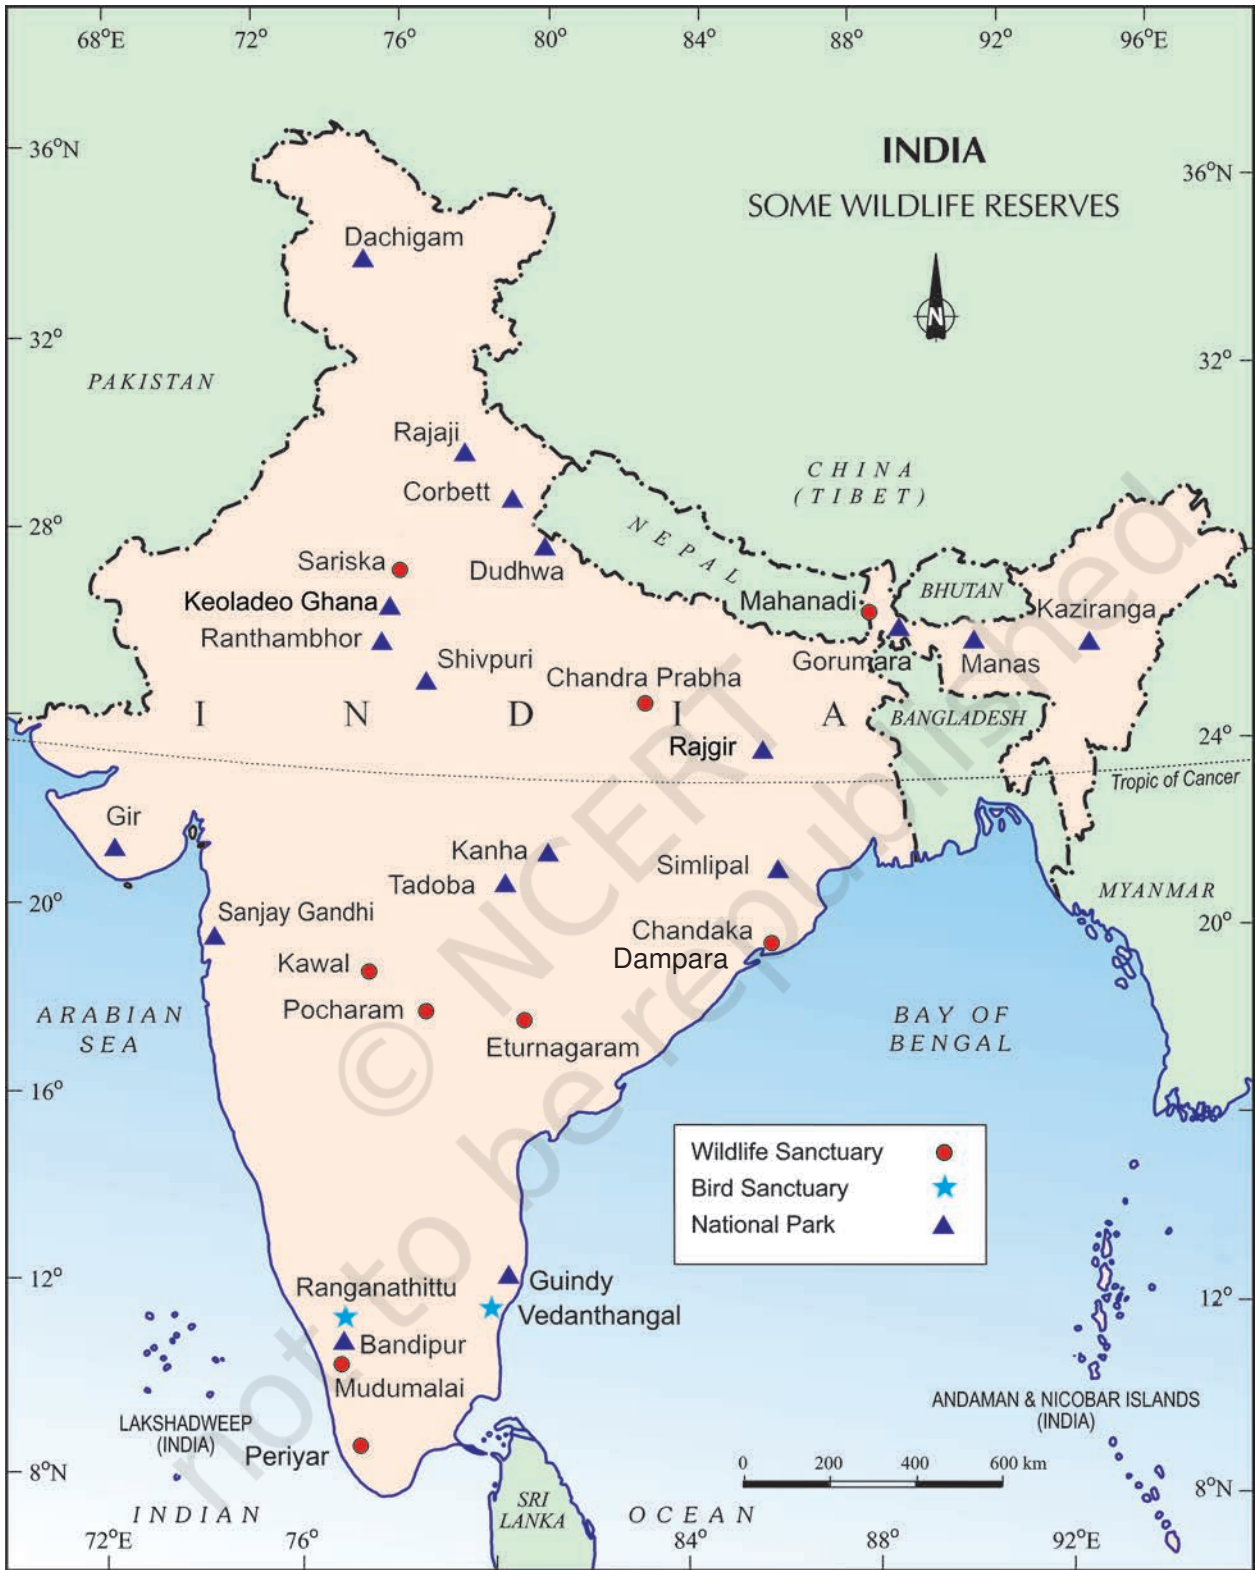 68°E 72° 76° 80° 84° 88° 92° 96°E
36°N
INDIA
36°N
SOME WILDLIFE RESERVES
Dachigam
N
32°
32°
PAKISTAN
Rajaji
CHINA
(TIBET)
Corbett
28°
NEPAL
Sariska
Dudhwa
BHUTAN
Keoladeo Ghana
Mahanadi
Kaziranga
Ranthambhor
Shivpuri
Gorumara
Manas
Chandra Prabha
INDIA
BANGLADESH
Rajgir
24°
Tropic of Cancer
Gir
Kanha
Simlipal
Tadoba
MYANMAR
20°
20°
Sanjay Gandhi
Chandaka
Dampara
Kawal
Pocharam
ARABIAN
SEA
BAY OF
BENGAL
Eturnagaram
16°
Wildlife Sanctuary
Bird Sanctuary
National Park
12°
Ranganathittu
Guindy
12°
Vedanthangal
Bandipur
Mudumalai
ANDAMAN & NICOBAR ISLANDS
(INDIA)
LAKSHADWEEP
(INDIA)
Periyar
0 200 400 600 km
8°N
8°N
SRI
LANKA
INDIAN OCEAN
72°E 76° 84° 88° 92°E
© NCERT
not to be republished